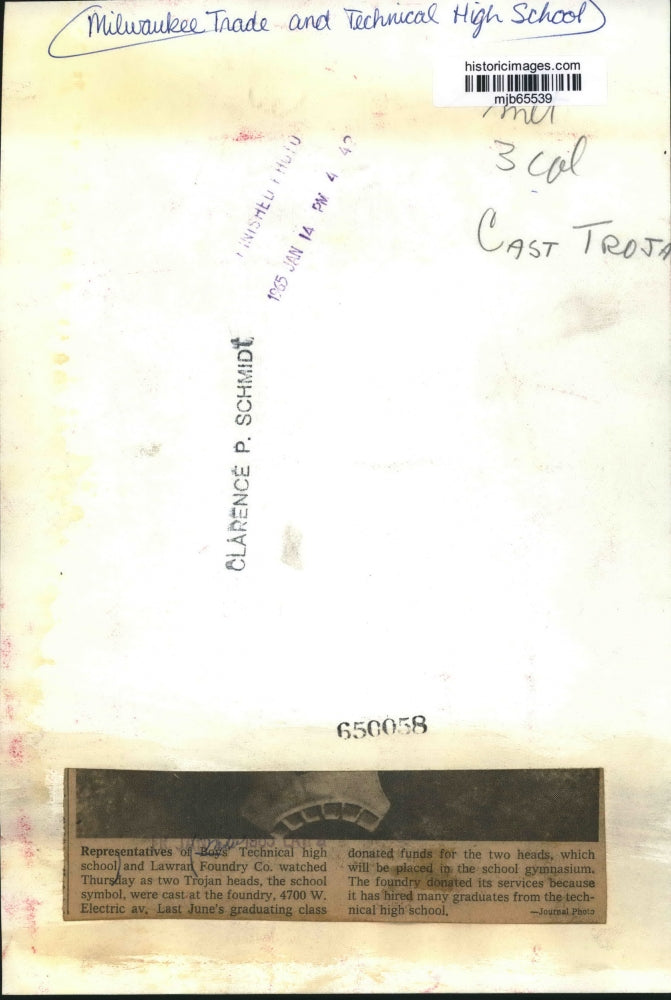 Milwaukee Trade and Technical High School
historicimages.com
mjb65539
3 col
CAST TROJA
FINISHED PHOTO
1965 JAN 14 PM 4 42
CLARENCE P. SCHMIDT
650058
Representatives of Boys' Technical high
school and Lawran Foundry Co. watched
Thursday as two Trojan heads, the school
symbol, were cast at the foundry, 4700 W.
Electric av. Last June's graduating class
donated funds for the two heads, which
will be placed in the school gymnasium.
The foundry donated its services because
it has hired many graduates from the tech-
nical high school.
—Journal Photo